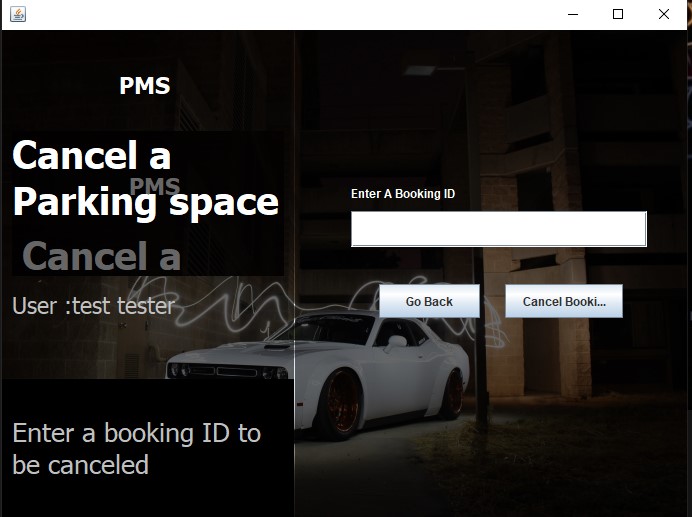 PMS
Cancel a
Parking space
PMS
Cancel a
User :test tester
Enter a booking ID to
be canceled
Enter A Booking ID
Go Back
Cancel Booki...